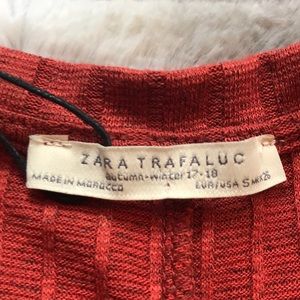 ZARA TRAFALUC
autumn-winter 17-18
MADE IN MOROCCO EUR/USA S MEX 26